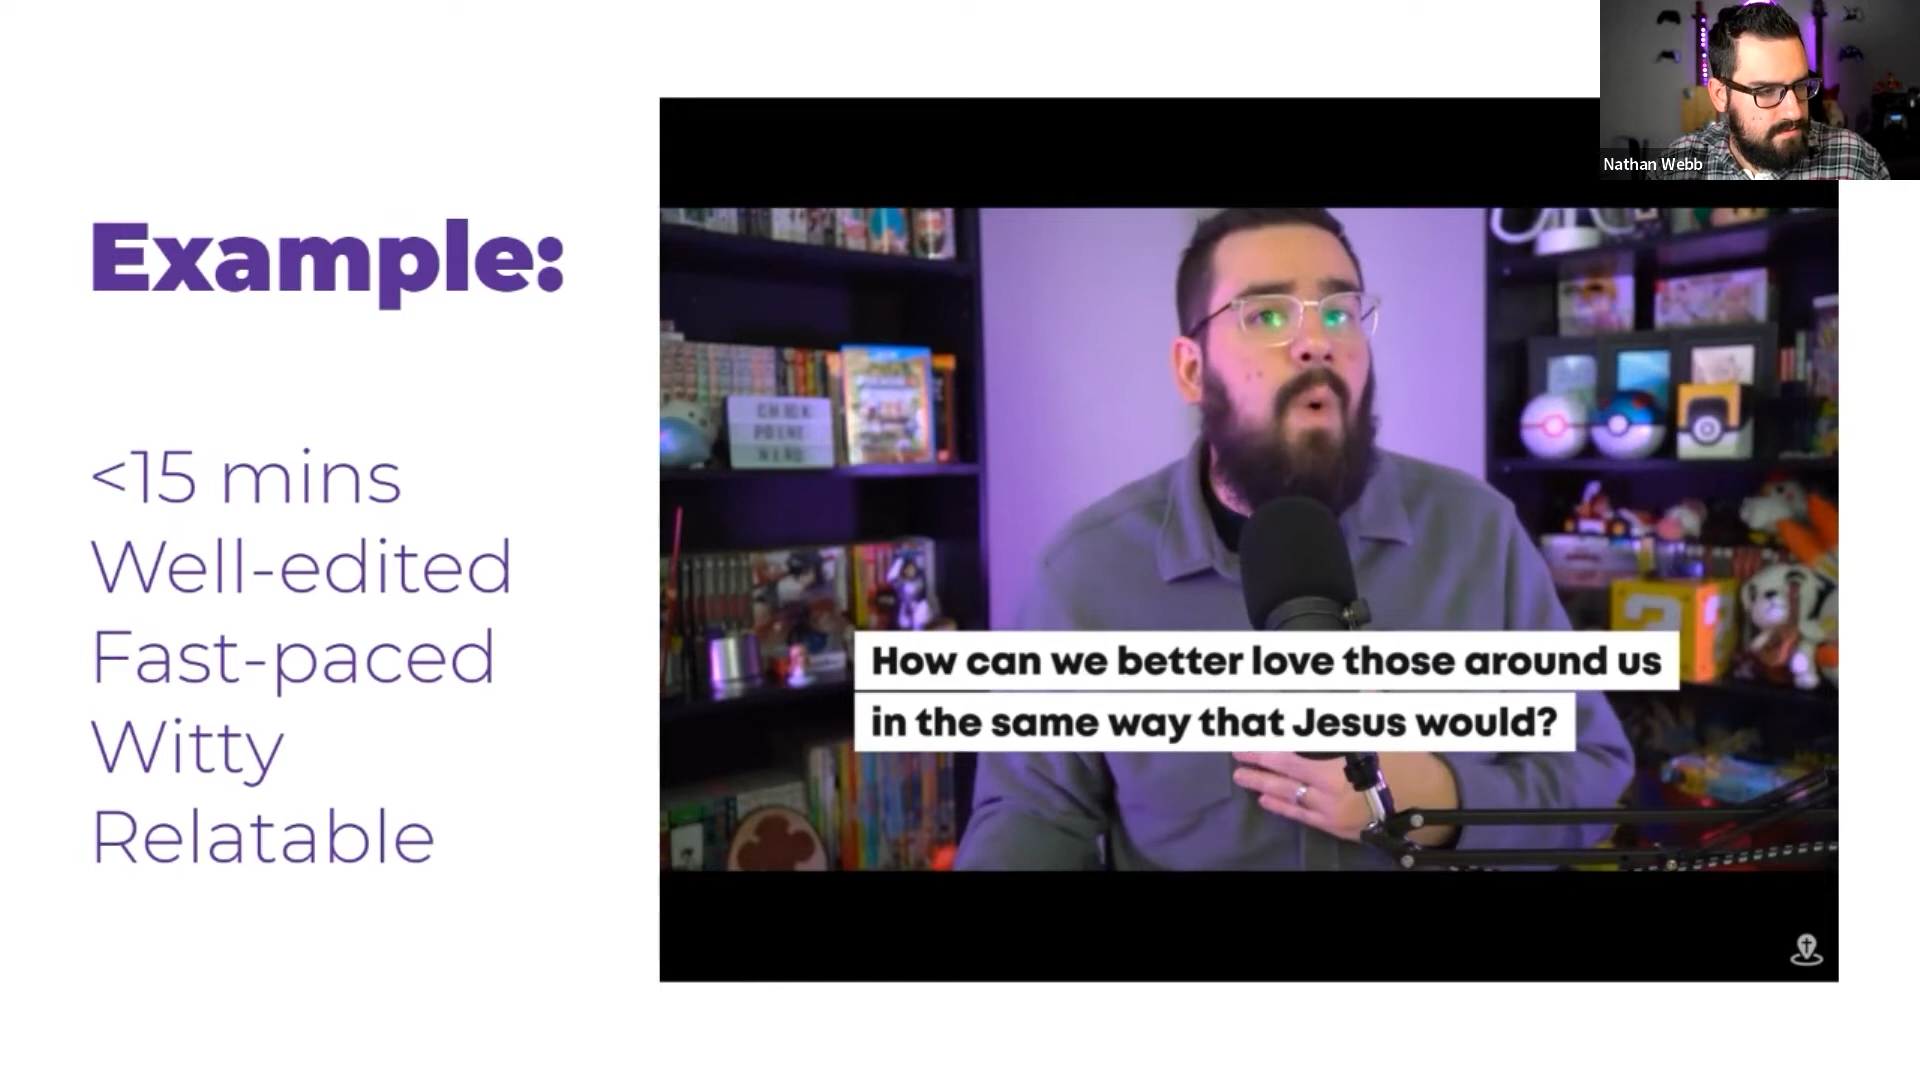 Example:
<15 mins
Well-edited
Fast-paced
Witty
Relatable
How can we better love those around us
in the same way that Jesus would?
Nathan Webb